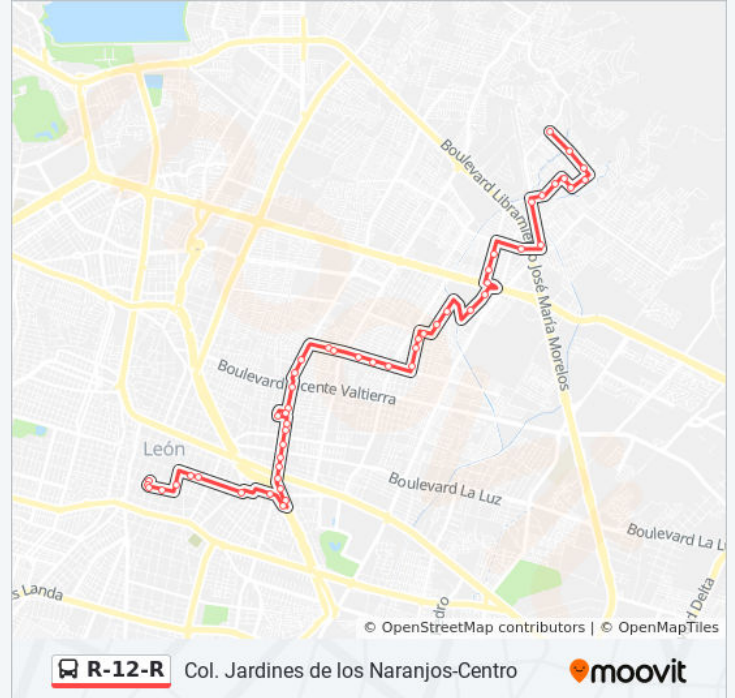 Boulevard Libramiento José María Morelos
Boulevard Vicente Valtierra
León
Boulevard La Luz
Boulevard La L
s Landa
dro
d Delta
© OpenStreetMap contributors | © OpenMapTiles
R-12-R Col. Jardines de los Naranjos-Centro moovit